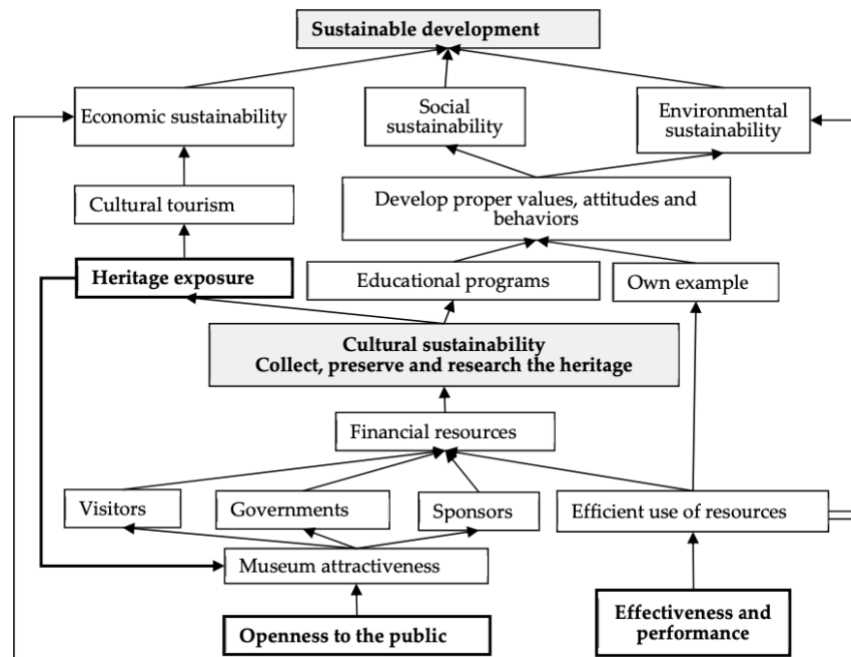 Sustainable development
Economic sustainability
Social
sustainability
Environmental
sustainability
Cultural tourism
Develop proper values, attitudes and
behaviors
Heritage exposure
Educational programs
Own example
Cultural sustainability
Collect, preserve and research the heritage
Financial resources
Visitors
Governments
Sponsors
Efficient use of resources
Museum attractiveness
Openness to the public
Effectiveness and
performance